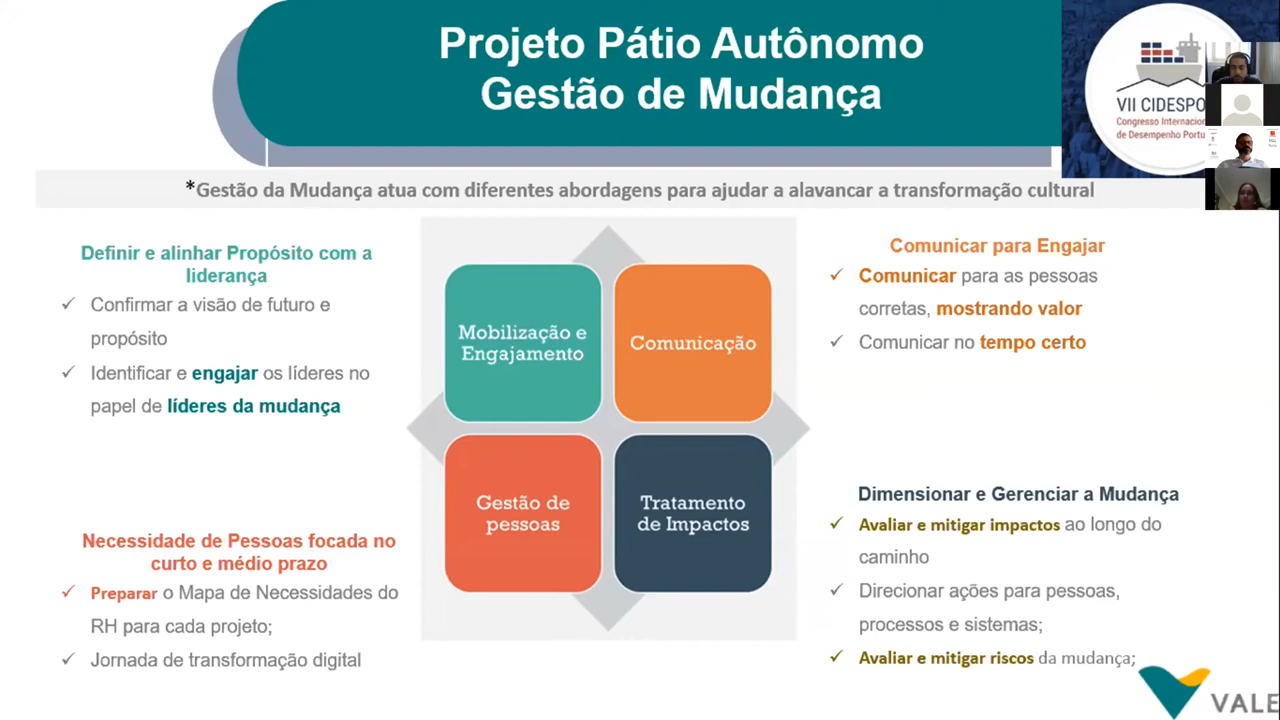 Projeto Pátio Autônomo
Gestão de Mudança
VII CIDESPO
Congresso Internac
de Desempenho Portu
*Gestão da Mudança atua com diferentes abordagens para ajudar a alavancar a transformação cultural
Definir e alinhar Propósito com a
liderança
✓ Confirmar a visão de futuro e
propósito
✓ Identificar e engajar os líderes no
papel de líderes da mudança
Necessidade de Pessoas focada no
curto e médio prazo
✓ Preparar o Mapa de Necessidades do
RH para cada projeto;
✓ Jornada de transformação digital
Mobilização e
Engajamento
Comunicação
Gestão de
pessoas
Tratamento
de Impactos
Comunicar para Engajar
✓ Comunicar para as pessoas
corretas, mostrando valor
✓ Comunicar no tempo certo
Dimensionar e Gerenciar a Mudança
✓ Avaliar e mitigar impactos ao longo do
caminho
✓ Direcionar ações para pessoas,
processos e sistemas;
✓ Avaliar e mitigar riscos da mudança;
VALE